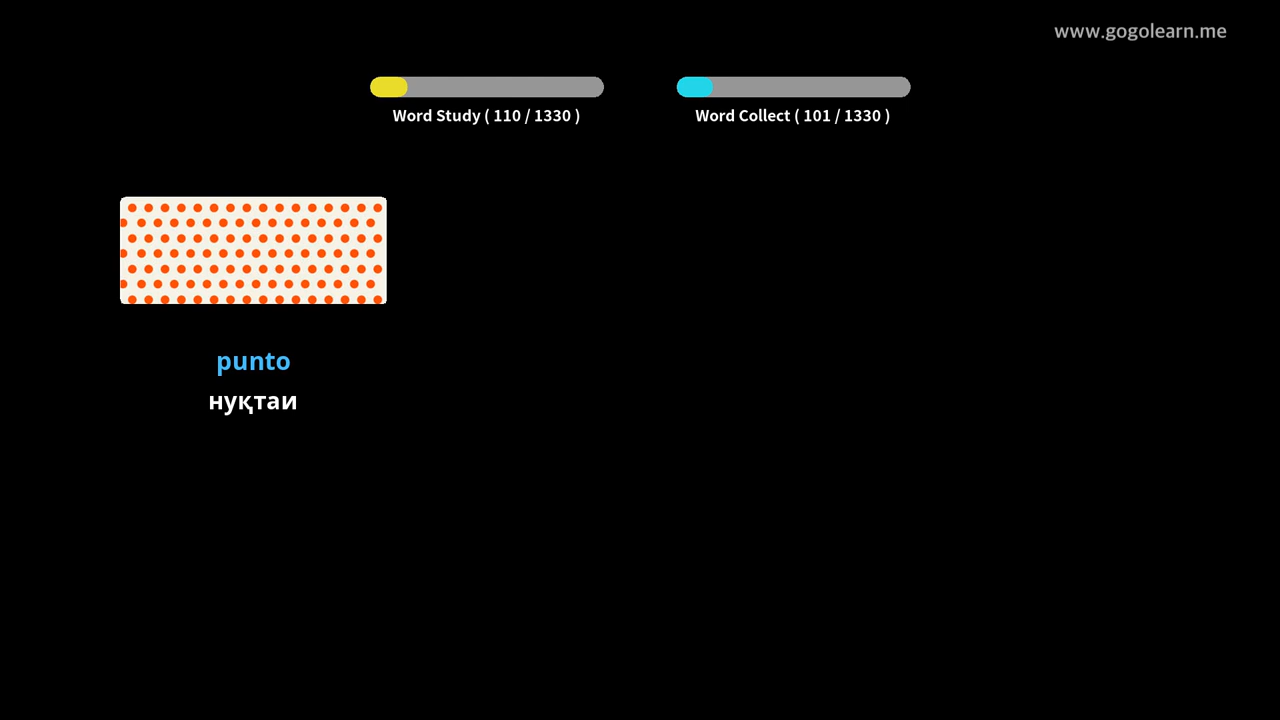 www.gogolearn.me
Word Study ( 110 / 1330 )
Word Collect ( 101 / 1330 )
punto
нуқтаи